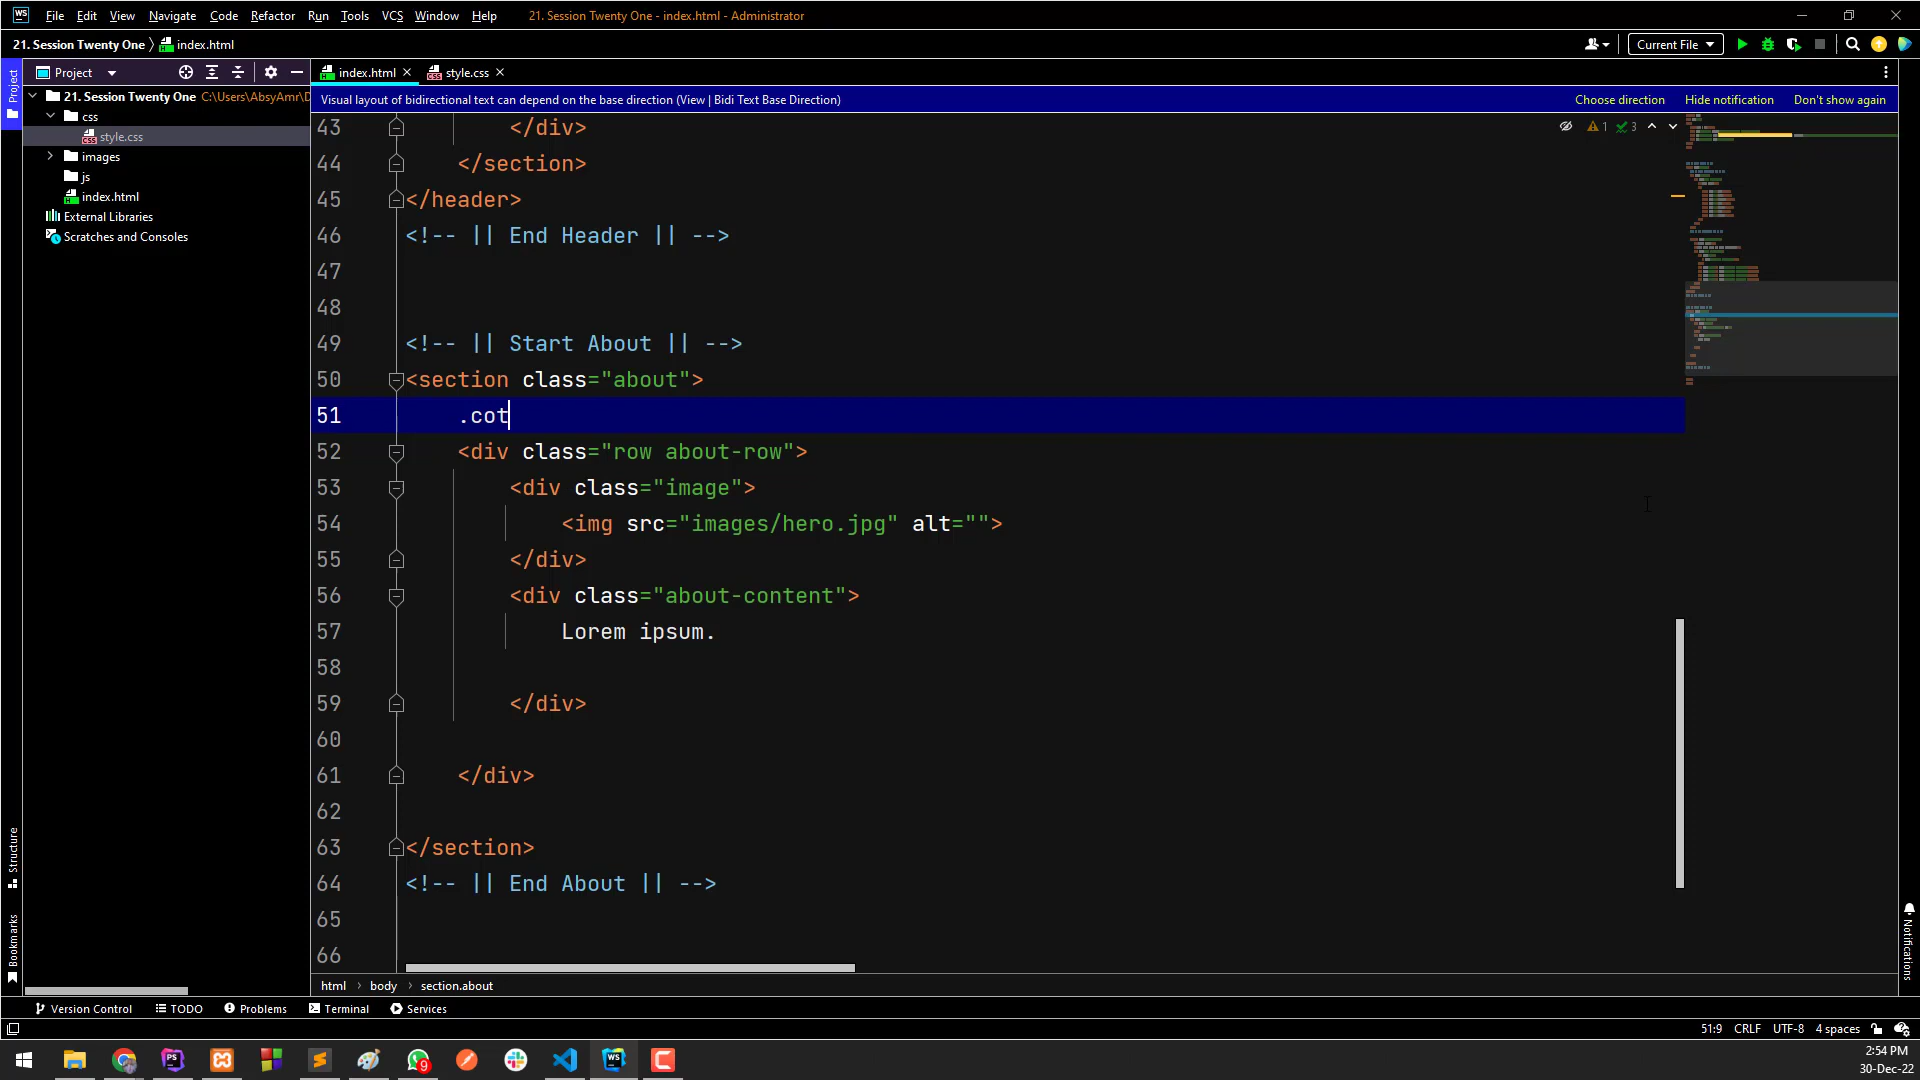 WS File Edit View Navigate Code Refactor Run Tools VCS Window Help 21. Session Twenty One - index.html - Administrator
21. Session Twenty One index.html Current File
Project index.html style.css
21. Session Twenty One C:\Users\AbsyAmr\D
css
style.css
images
js
index.html
External Libraries
Scratches and Consoles
Project
Structure
Bookmarks
Visual layout of bidirectional text can depend on the base direction (View | Bidi Text Base Direction) Choose direction Hide notification Don't show again
1 3
43 </div>
44 </section>
45 </header>
46 <!-- || End Header || -->
47
48
49 <!-- || Start About || -->
50 <section class="about">
51 .cot
52 <div class="row about-row">
53 <div class="image">
54 <img src="images/hero.jpg" alt="">
55 </div>
56 <div class="about-content">
57 Lorem ipsum.
58
59 </div>
60
61 </div>
62
63 </section>
64 <!-- || End About || -->
65
66
Notifications
html body section.about
Version Control TODO Problems Terminal Services
51:9 CRLF UTF-8 4 spaces
PS 9 WS C
2:54 PM
30-Dec-22